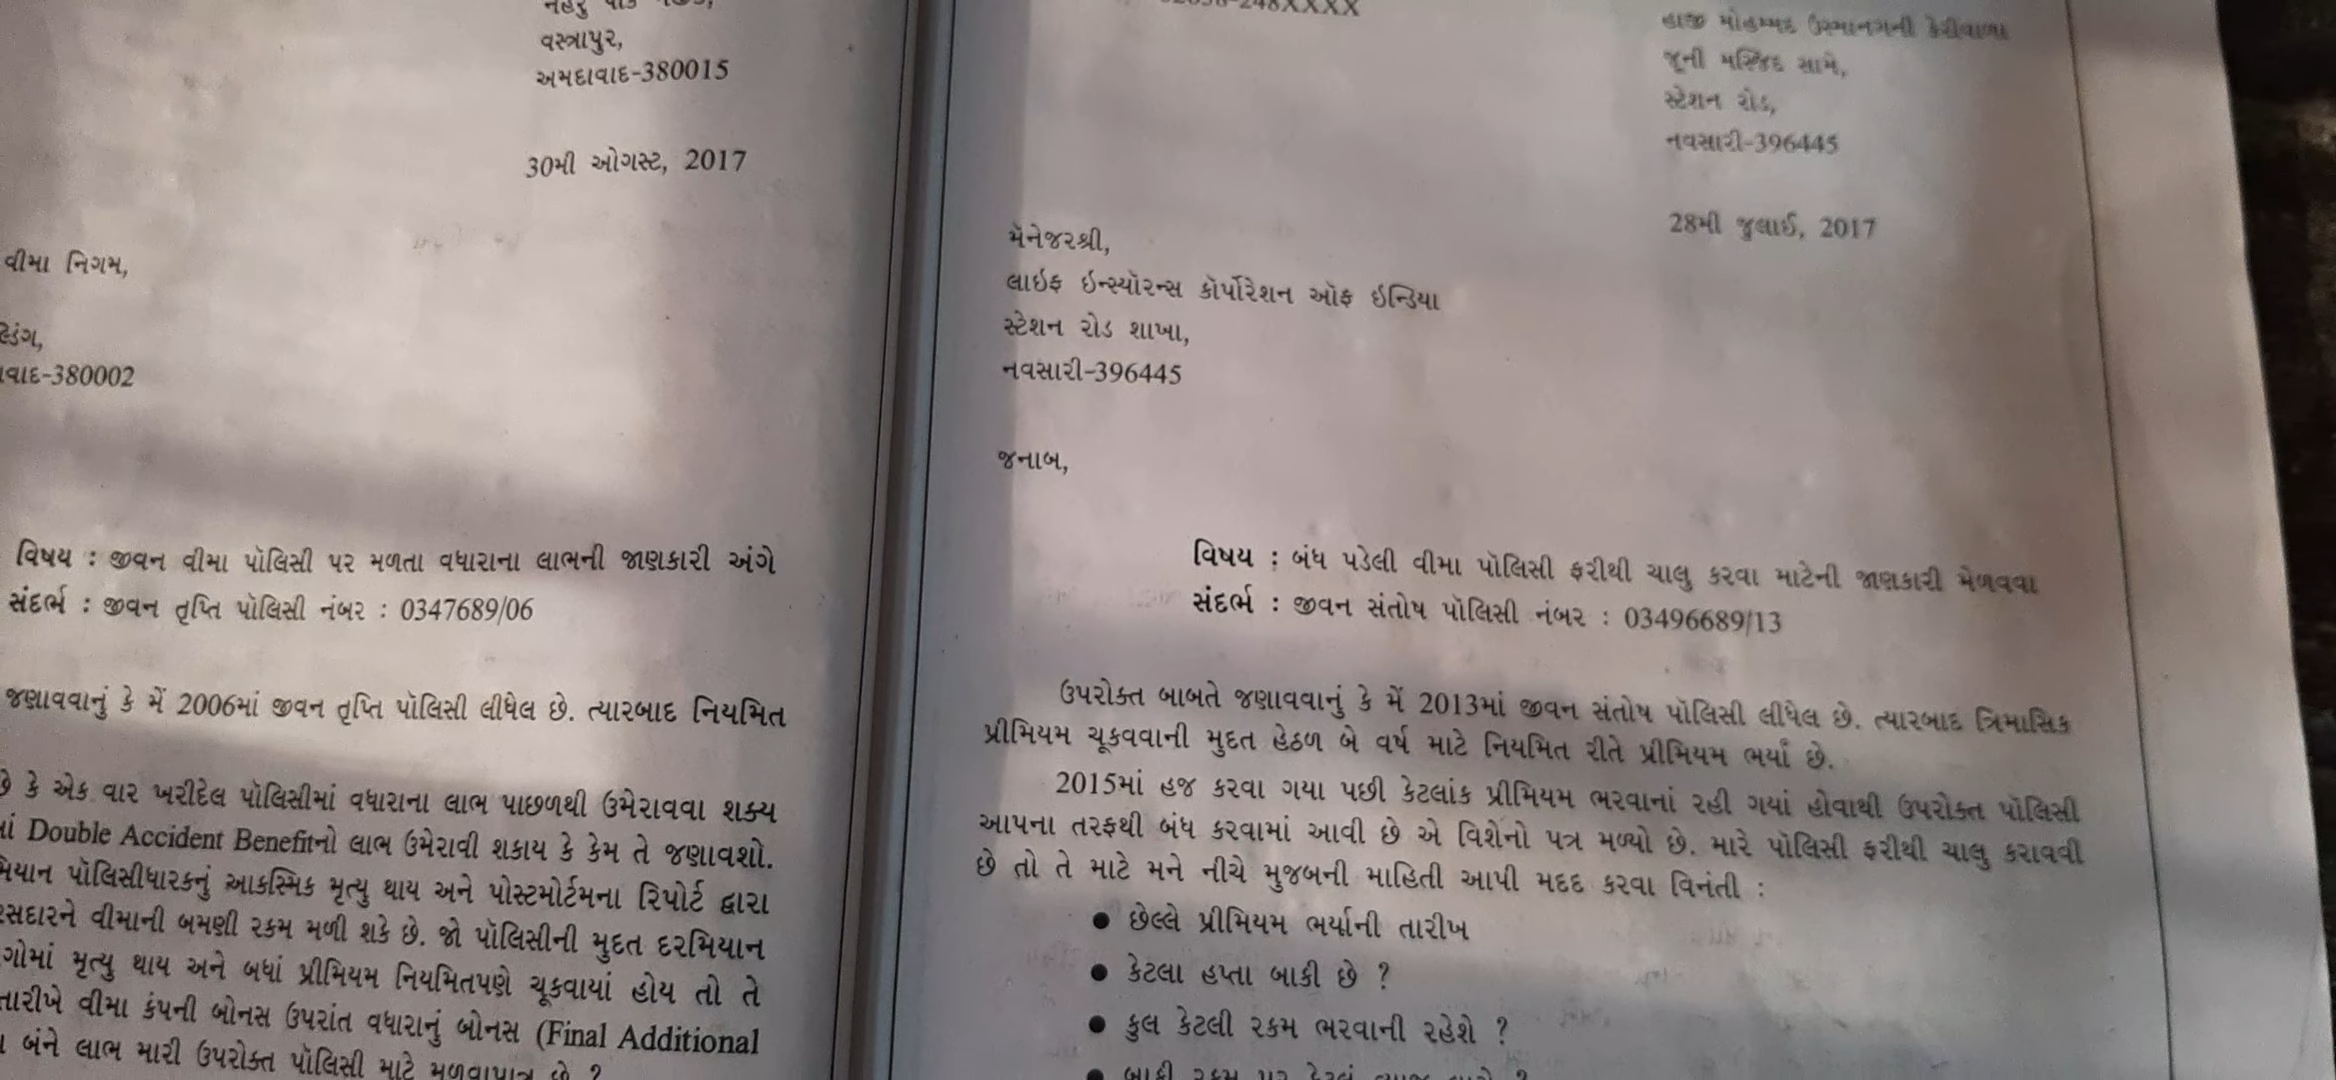 વસ્ત્રાપુર,
અમદાવાદ-380015
30મી ઓગસ્ટ, 2017
વીમા નિગમ,
380002
વિષય : જીવન વીમા પૉલિસી પર મળતા વધારાના લાભની જાણકારી અંગે
સંદર્ભ : જીવન તૃપ્તિ પૉલિસી નંબર : 0347689/06
જણાવવાનું કે મેં 2006માં જીવન તૃપ્તિ પૉલિસી લીધેલ છે. ત્યારબાદ નિયમિત
કે એક વાર ખરીદેલ પૉલિસીમાં વધારાના લાભ પાછળથી ઉમેરાવવા શક્ય
Double Accident Benefitનો લાભ ઉમેરાવી શકાય કે કેમ તે જણાવશો.
પૉલિસીધારકનું આકસ્મિક મૃત્યુ થાય અને પોસ્ટમોર્ટમના રિપોર્ટ દ્વારા
વીમાની બમણી રકમ મળી શકે છે. જો પૉલિસીની મુદત દરમિયાન
મૃત્યુ થાય અને બધાં પ્રીમિયમ નિયમિતપણે ચૂકવાયાં હોય તો તે
વીમા કંપની બોનસ ઉપરાંત વધારાનું બોનસ (Final Additional
બંને લાભ મારી ઉપરોક્ત પૉલિસી માટે મળવાપાત્ર છે ?
હાજી મોહમ્મદ ઉસ્માનગની કેરીવાળા
જૂની મસ્જિદ સામે,
સ્ટેશન રોડ,
નવસારી-396445
28મી જુલાઈ, 2017
મૅનેજરશ્રી,
લાઇફ ઇન્સ્યૉરન્સ કૉર્પોરેશન ઑફ ઇન્ડિયા
સ્ટેશન રોડ શાખા,
નવસારી-396445
જનાબ,
વિષય : બંધ પડેલી વીમા પૉલિસી ફરીથી ચાલુ કરવા માટેની જાણકારી મેળવવા
સંદર્ભ : જીવન સંતોષ પૉલિસી નંબર : 03496689/13
ઉપરોક્ત બાબતે જણાવવાનું કે મેં 2013માં જીવન સંતોષ પૉલિસી લીધેલ છે. ત્યારબાદ ત્રિમાસિક
પ્રીમિયમ ચૂકવવાની મુદત હેઠળ બે વર્ષ માટે નિયમિત રીતે પ્રીમિયમ ભર્યાં છે.
2015માં હજ કરવા ગયા પછી કેટલાંક પ્રીમિયમ ભરવાનાં રહી ગયાં હોવાથી ઉપરોક્ત પૉલિસી
આપના તરફથી બંધ કરવામાં આવી છે એ વિશેનો પત્ર મળ્યો છે. મારે પૉલિસી ફરીથી ચાલુ કરાવવી
છે તો તે માટે મને નીચે મુજબની માહિતી આપી મદદ કરવા વિનંતી :
● છેલ્લે પ્રીમિયમ ભર્યાની તારીખ
● કેટલા હપ્તા બાકી છે ?
● કુલ કેટલી રકમ ભરવાની રહેશે ?